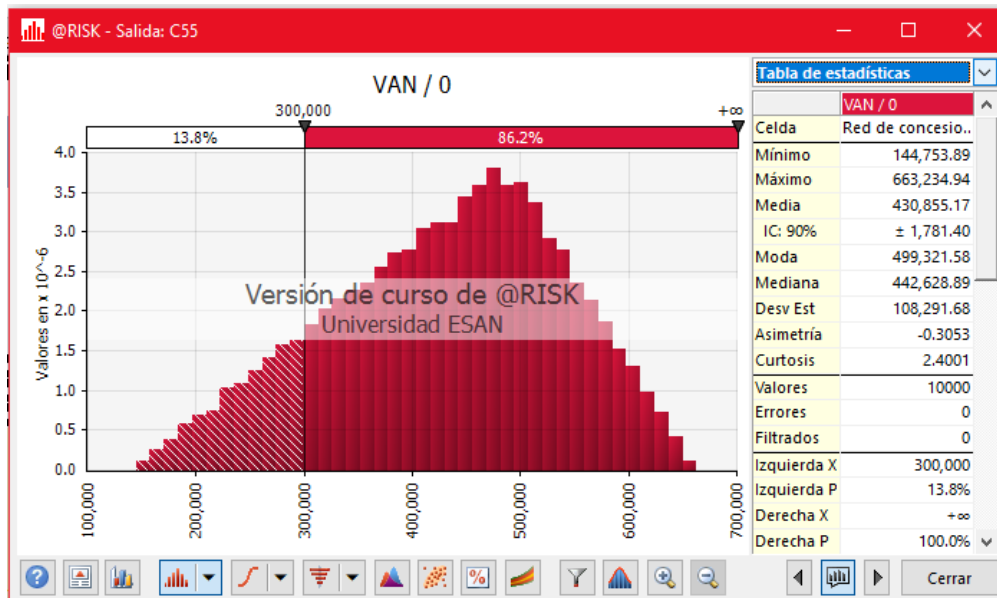 @RISK - Salida: C55
VAN / 0
300,000 +∞
13.8% 86.2%
Valores en x 10^-6
4.0
3.5
3.0
2.5
2.0
1.5
1.0
0.5
0.0
100,000 200,000 300,000 400,000 500,000 600,000 700,000
Versión de curso de @RISK
Universidad ESAN
Tabla de estadísticas
VAN / 0
Celda Red de concesio..
Mínimo 144,753.89
Máximo 663,234.94
Media 430,855.17
IC: 90% ± 1,781.40
Moda 499,321.58
Mediana 442,628.89
Desv Est 108,291.68
Asimetría -0.3053
Curtosis 2.4001
Valores 10000
Errores 0
Filtrados 0
Izquierda X 300,000
Izquierda P 13.8%
Derecha X +∞
Derecha P 100.0%
? % Cerrar